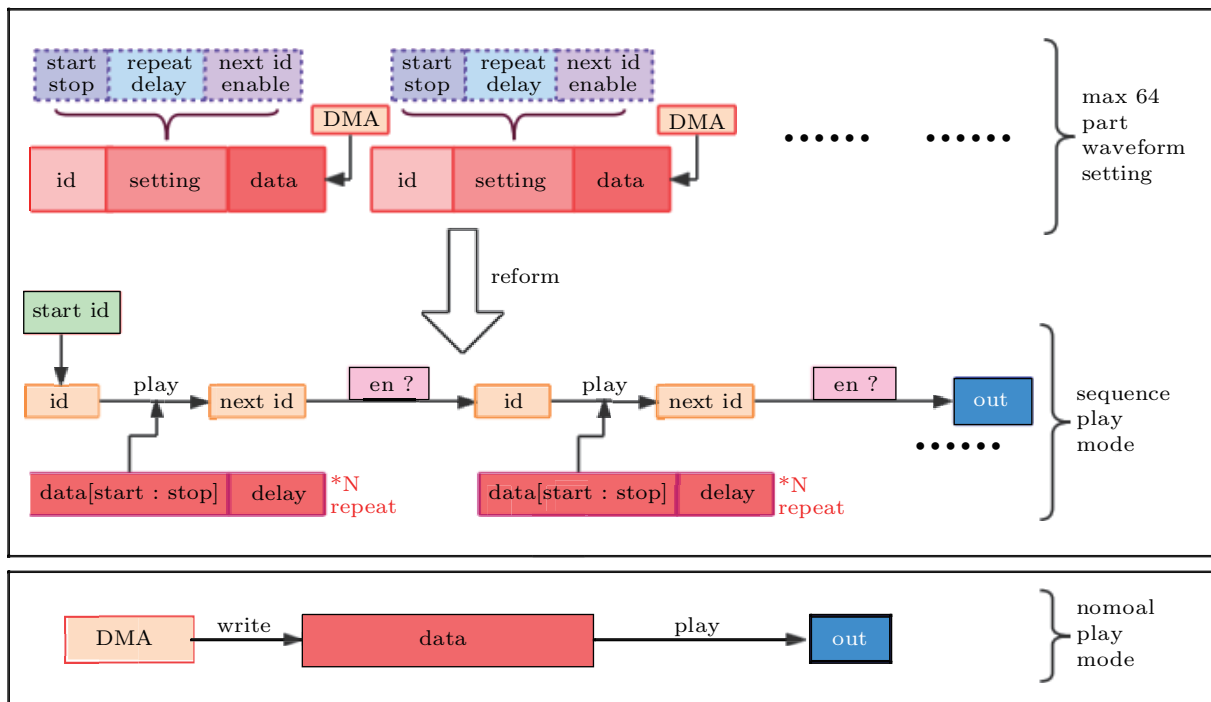 start
stop
repeat
delay
next id
enable
start
stop
repeat
delay
next id
enable
DMA
DMA
id
setting
data
id
setting
data
max 64
part
waveform
setting
reform
start id
id
play
next id
en ?
id
play
next id
en ?
out
data[start : stop]
delay
*N
repeat
data[start : stop]
delay
*N
repeat
sequence
play
mode
DMA
write
data
play
out
nomoal
play
mode